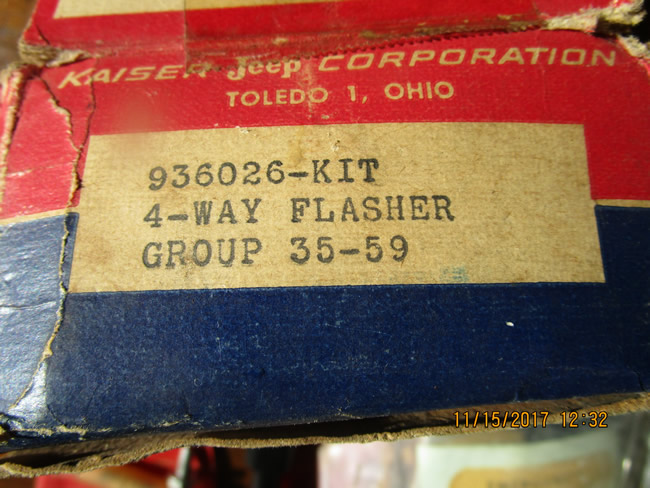 KAISER Jeep CORPORATION
TOLEDO 1, OHIO
936026-KIT
4-WAY FLASHER
GROUP 35-59
11/15/2017 12:32